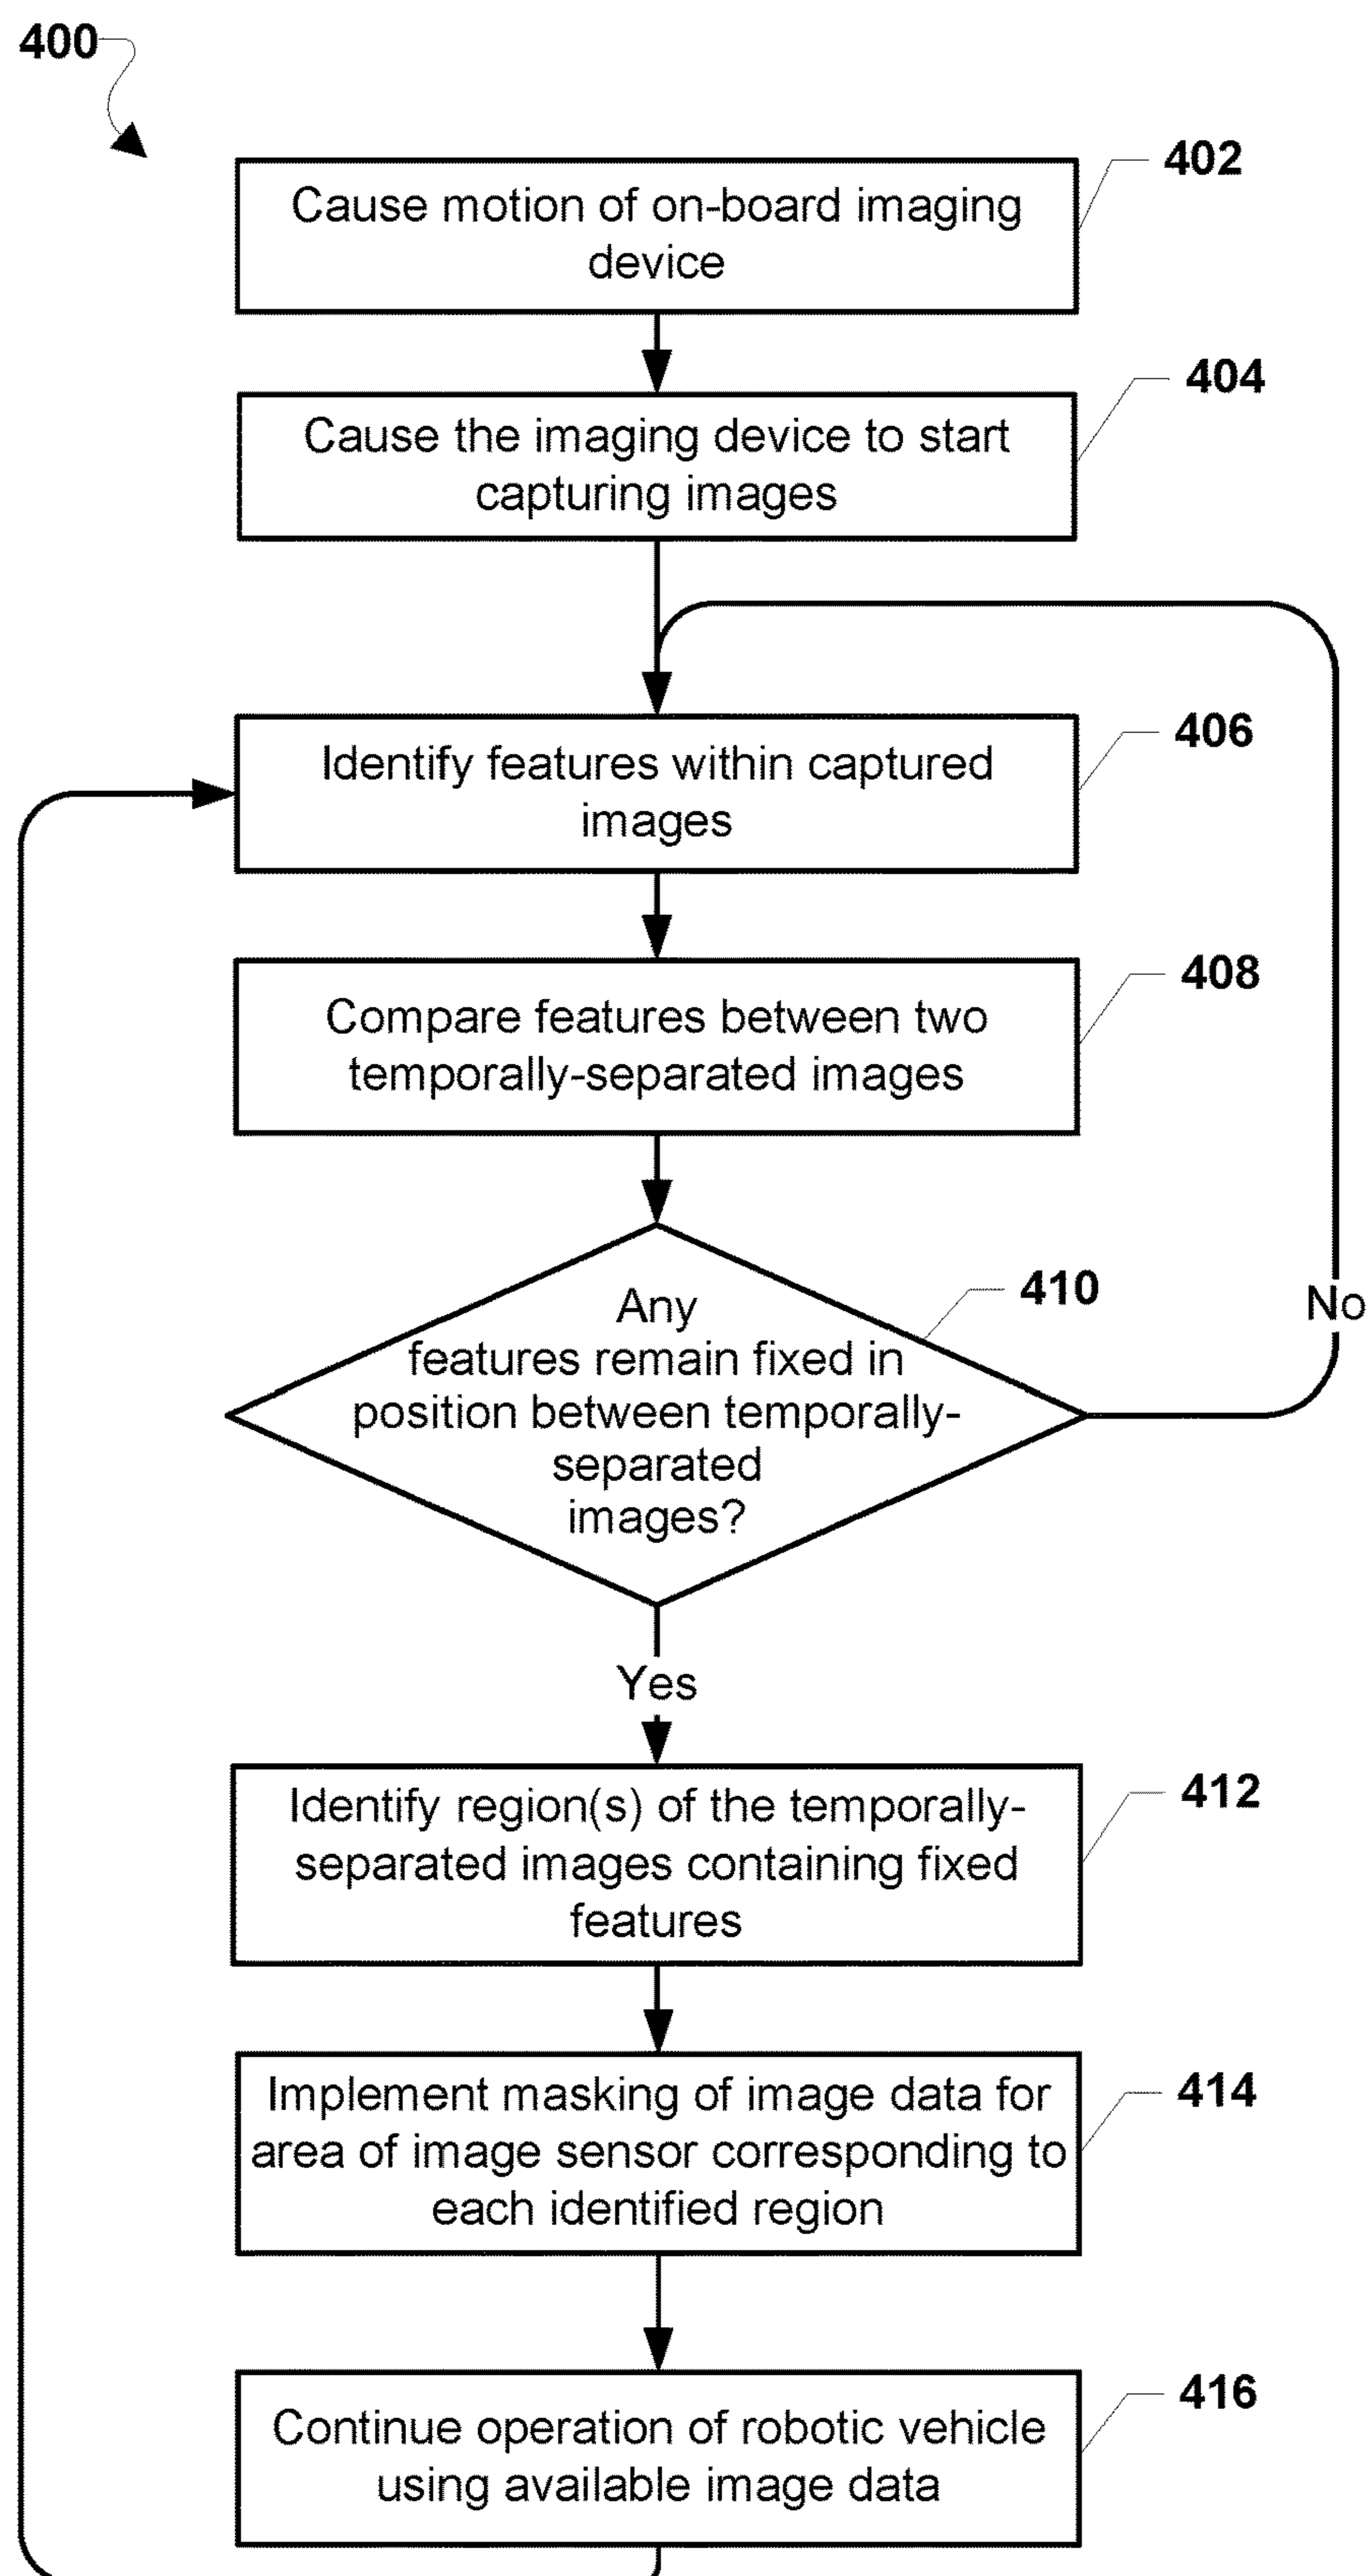 400
402
Cause motion of on-board imaging
device
404
Cause the imaging device to start
capturing images
406
Identify features within captured
images
408
Compare features between two
temporally-separated images
410
Any
features remain fixed in
position between temporally-
separated
images?
No
Yes
412
Identify region(s) of the temporally-
separated images containing fixed
features
414
Implement masking of image data for
area of image sensor corresponding to
each identified region
416
Continue operation of robotic vehicle
using available image data